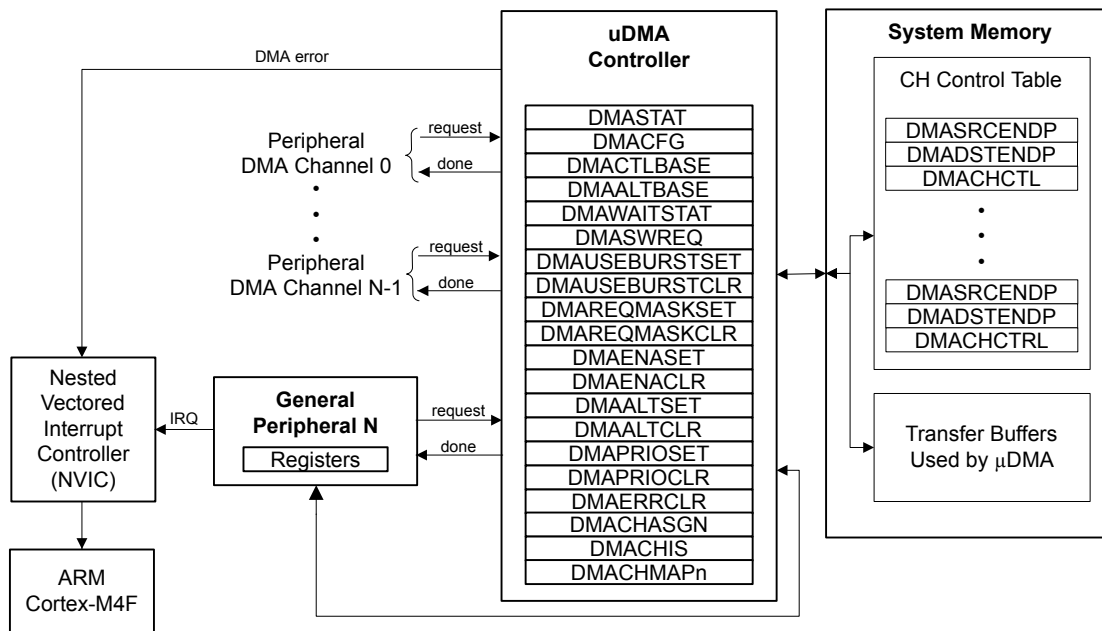 uDMA
Controller
DMASTAT
DMACFG
DMACTLBASE
DMAALTBASE
DMAWAITSTAT
DMASWREQ
DMAUSEBURSTSET
DMAUSEBURSTCLR
DMAREQMASKSET
DMAREQMASKCLR
DMAENASET
DMAENACLR
DMAALTSET
DMAALTCLR
DMAPRIOSET
DMAPRIOCLR
DMAERRCLR
DMACHASGN
DMACHIS
DMACHMAPn
DMA error
Peripheral
DMA Channel 0
request
done
•
•
•
Peripheral
DMA Channel N-1
request
done
Nested
Vectored
Interrupt
Controller
(NVIC)
IRQ
General
Peripheral N
Registers
request
done
ARM
Cortex-M4F
System Memory
CH Control Table
DMASRCENDP
DMADSTENDP
DMACHCTL
•
•
•
DMASRCENDP
DMADSTENDP
DMACHCTRL
Transfer Buffers
Used by μDMA